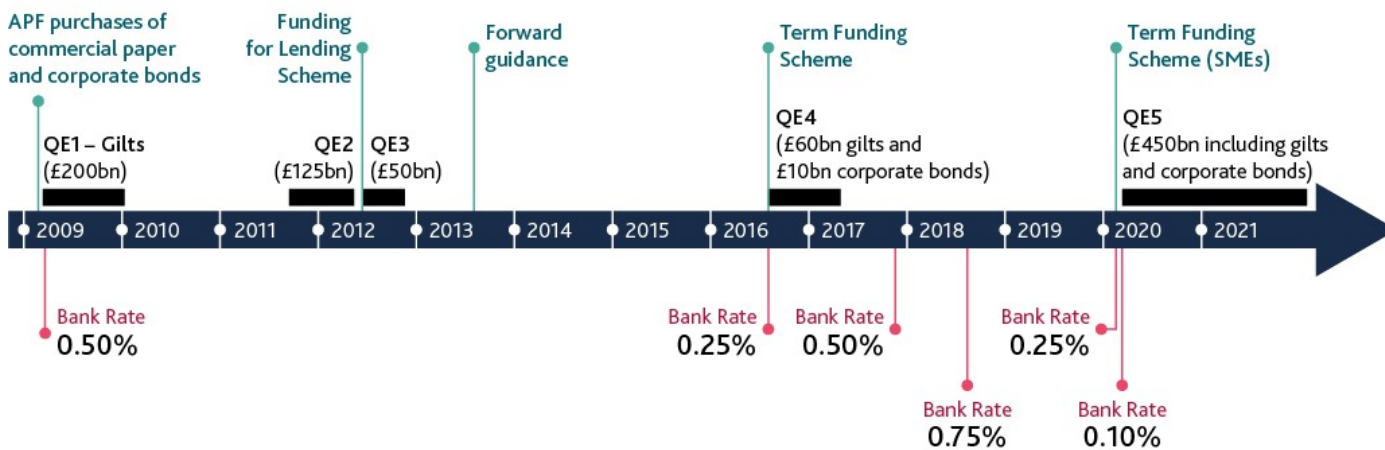 APF purchases of
commercial paper
and corporate bonds
Funding
for Lending
Scheme
Forward
guidance
Term Funding
Scheme
Term Funding
Scheme (SMEs)
QE1 – Gilts
(£200bn)
QE2
(£125bn)
QE3
(£50bn)
QE4
(£60bn gilts and
£10bn corporate bonds)
QE5
(£450bn including gilts
and corporate bonds)
2009 2010 2011 2012 2013 2014 2015 2016 2017 2018 2019 2020 2021
Bank Rate
0.50%
Bank Rate
0.25%
Bank Rate
0.50%
Bank Rate
0.75%
Bank Rate
0.25%
Bank Rate
0.10%